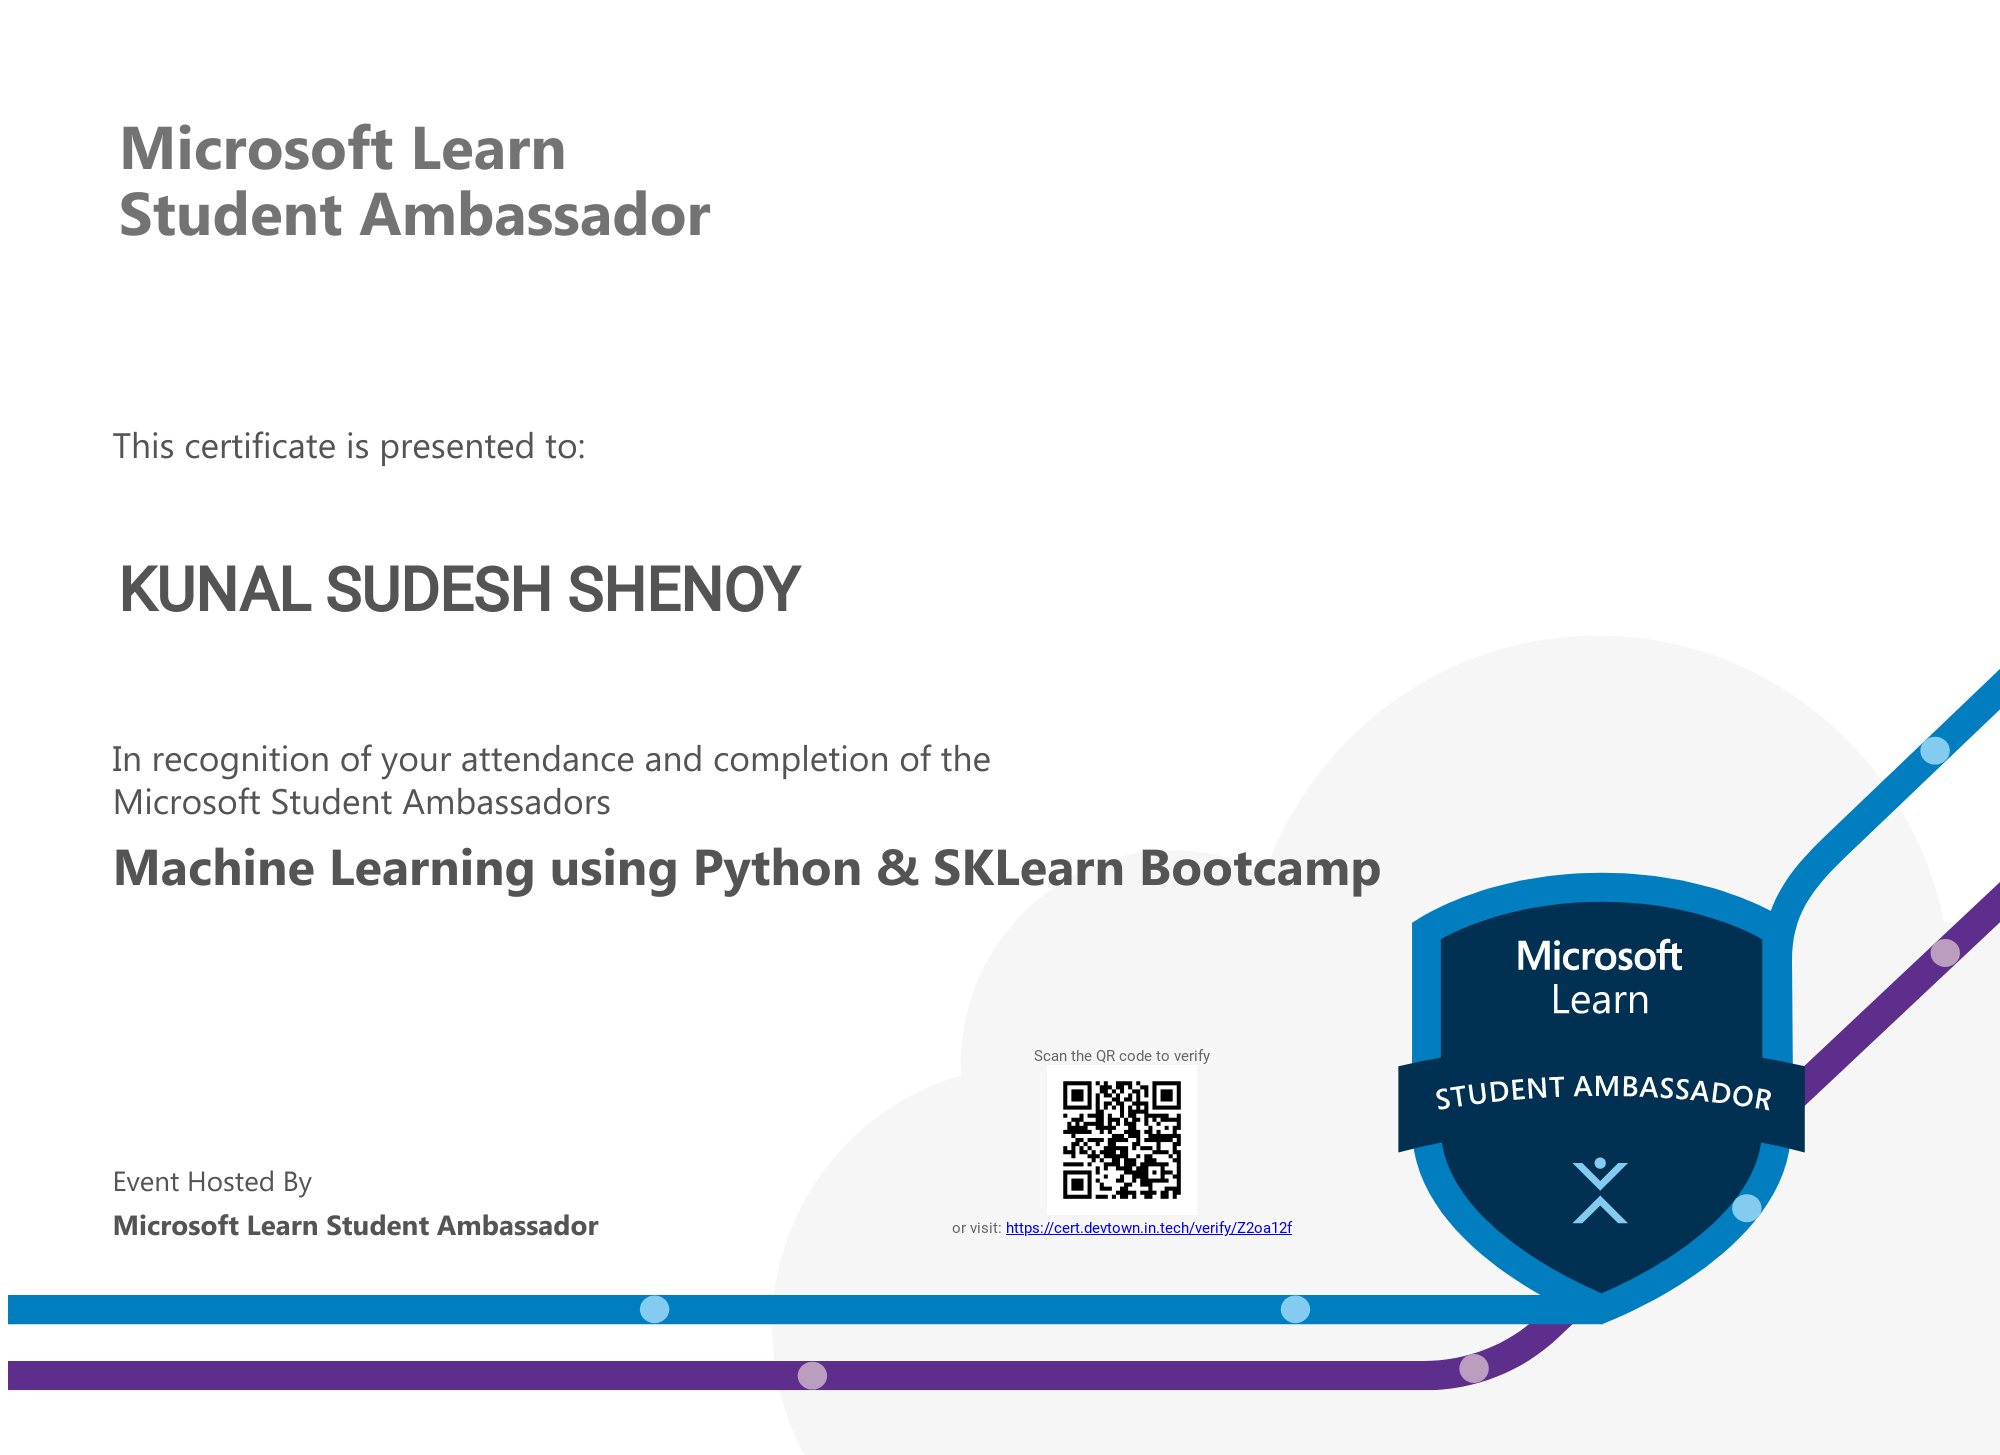 Microsoft Learn
Student Ambassador
This certificate is presented to:
KUNAL SUDESH SHENOY
In recognition of your attendance and completion of the
Microsoft Student Ambassadors
Machine Learning using Python & SKLearn Bootcamp
Microsoft
Learn
STUDENT AMBASSADOR
Scan the QR code to verify
or visit: https://cert.devtown.in.tech/verify/Z2oa12f
Event Hosted By
Microsoft Learn Student Ambassador